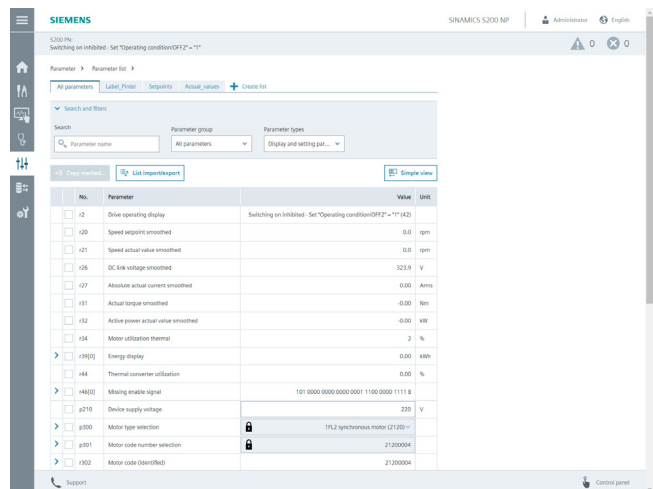 SIEMENS
SINAMICS S200 NP
Administrator
English
S200 PN:
Switching on inhibited - Set "Operating condition/OFF2" = "1"
0
0
Parameter > Parameter list >
All parameters
Label_Pinter
Setpoints
Actual_values
Create list
Search and filters
Search
Parameter group
Parameter types
Parameter name
All parameters
Display and setting par...
Copy marked...
List import/export
Simple view
No. Parameter Value Unit
r2 Drive operating display Switching on inhibited - Set "Operating condition/OFF2" = "1" (42)
r20 Speed setpoint smoothed 0.0 rpm
r21 Speed actual value smoothed 0.0 rpm
r26 DC link voltage smoothed 323.9 V
r27 Absolute actual current smoothed 0.00 Arms
r31 Actual torque smoothed -0.00 Nm
r32 Active power actual value smoothed -0.00 kW
r34 Motor utilization thermal 2 %
r39[0] Energy display 0.00 kWh
r44 Thermal converter utilization 0.00 %
r46[0] Missing enable signal 101 0000 0000 0000 0001 1100 0000 1111 B
p210 Device supply voltage 220 V
p300 Motor type selection 1FL2 synchronous motor (2120)
p301 Motor code number selection 21200004
r302 Motor code (identified) 21200004
Support
Control panel